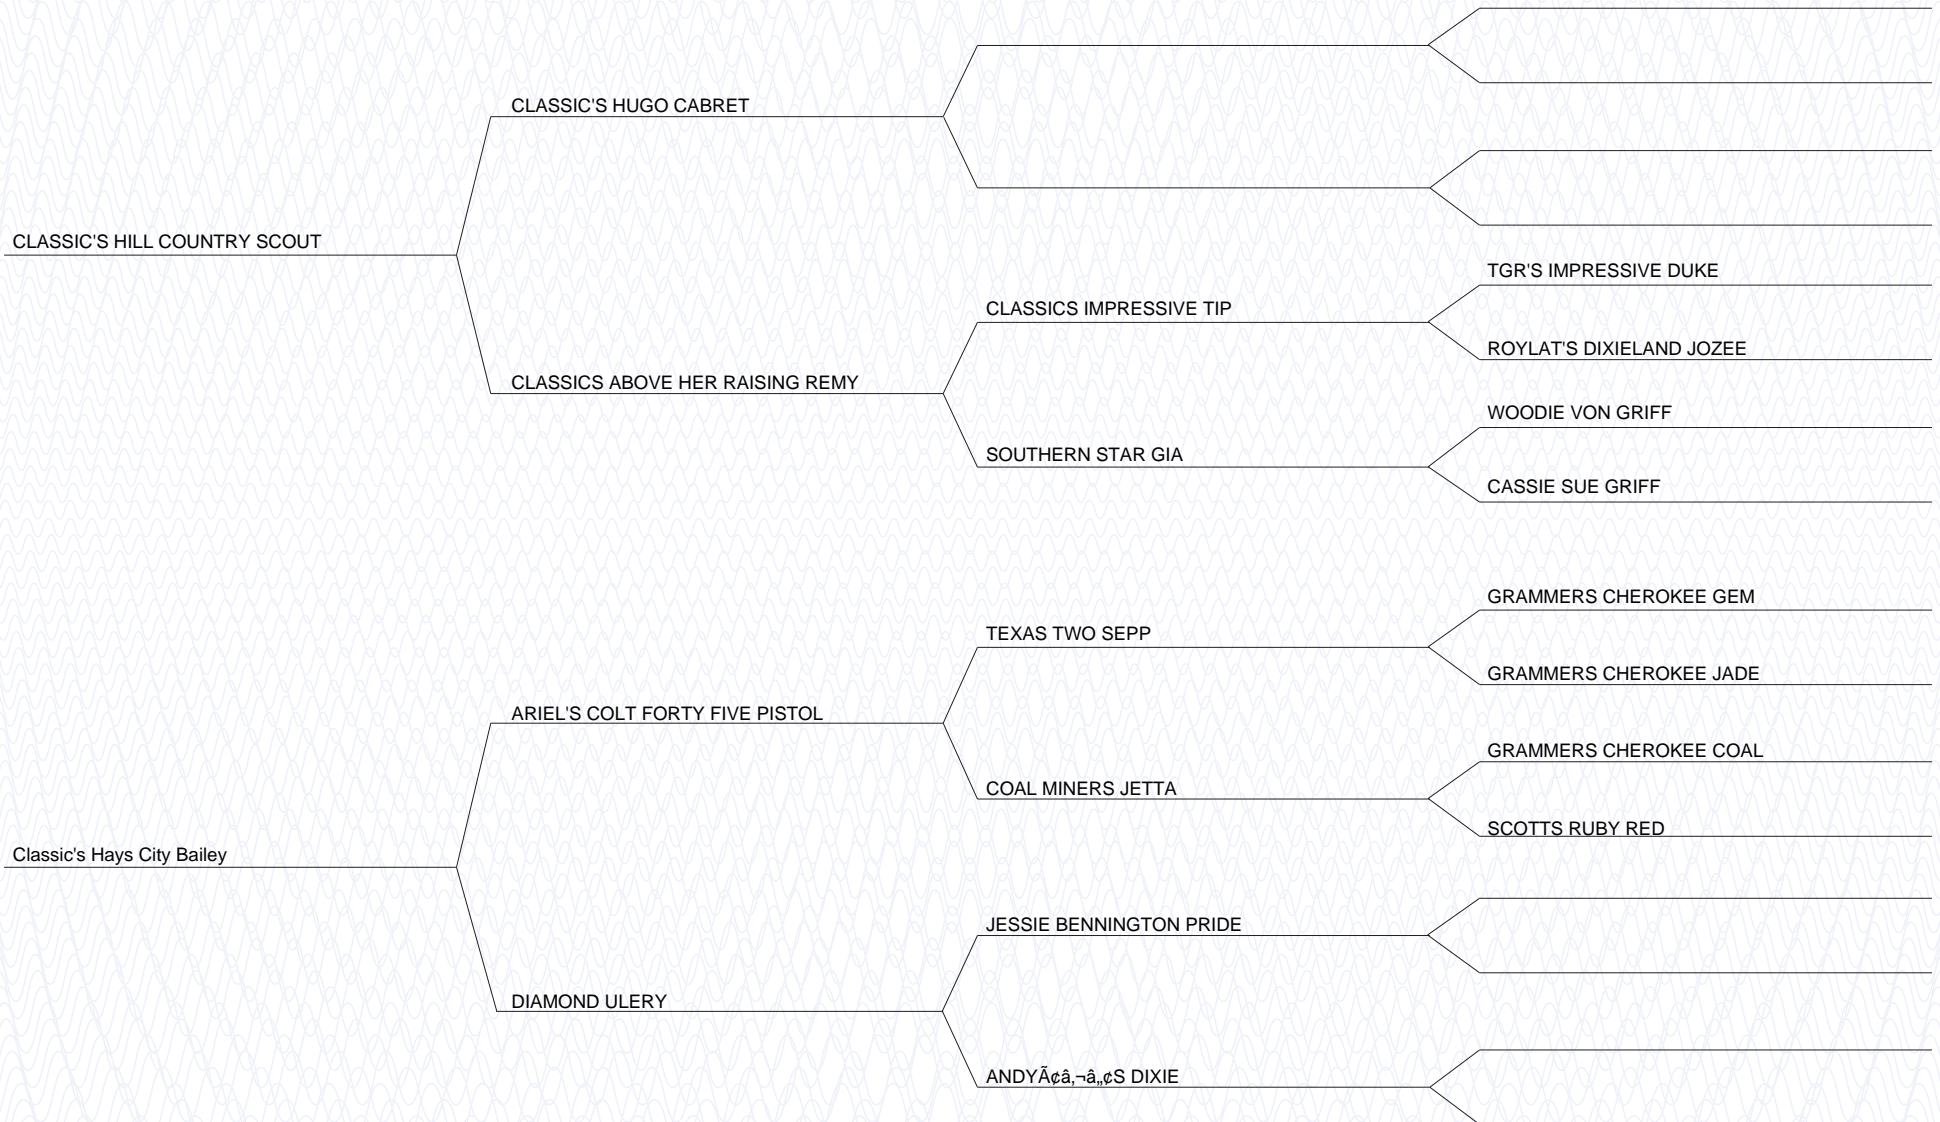 CLASSIC'S HUGO CABRET
CLASSIC'S HILL COUNTRY SCOUT
TGR'S IMPRESSIVE DUKE
CLASSICS IMPRESSIVE TIP
ROYLAT'S DIXIELAND JOZEE
CLASSICS ABOVE HER RAISING REMY
WOODIE VON GRIFF
SOUTHERN STAR GIA
CASSIE SUE GRIFF
GRAMMERS CHEROKEE GEM
TEXAS TWO SEPP
GRAMMERS CHEROKEE JADE
ARIEL'S COLT FORTY FIVE PISTOL
GRAMMERS CHEROKEE COAL
COAL MINERS JETTA
SCOTTS RUBY RED
Classic's Hays City Bailey
JESSIE BENNINGTON PRIDE
DIAMOND ULERY
ANDYÃ¢â‚¬â„¢S DIXIE